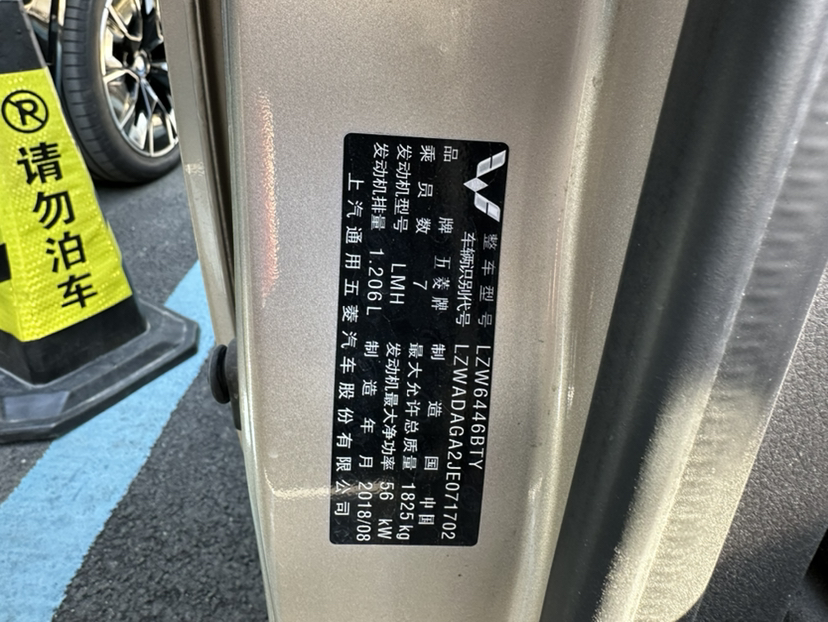 整车型号 LZW6446BTY
车辆识别代号 LZWADAGA2JE071702
品牌 五菱牌 制造国 中国
乘员数 7 最大允许总质量 1825 kg
发动机型号 LMH 发动机最大净功率 56 kW
发动机排量 1.206L 制造年月 2018/08
上汽通用五菱汽车股份有限公司
R
请勿泊车